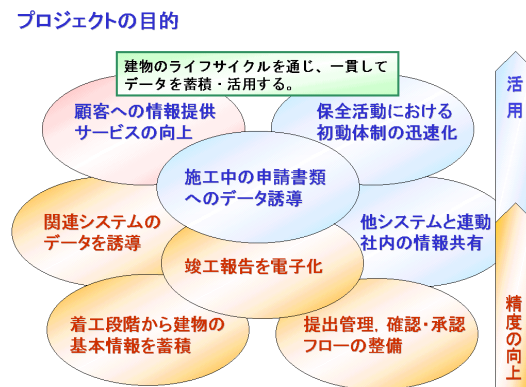 プロジェクトの目的
建物のライフサイクルを通じ、一貫して
データを蓄積・活用する。
顧客への情報提供
サービスの向上
保全活動における
初動体制の迅速化
施工中の申請書類
へのデータ誘導
関連システムの
データを誘導
他システムと連動
社内の情報共有
竣工報告を電子化
着工段階から建物の
基本情報を蓄積
提出管理，確認・承認
フローの整備
活用
精度の向上